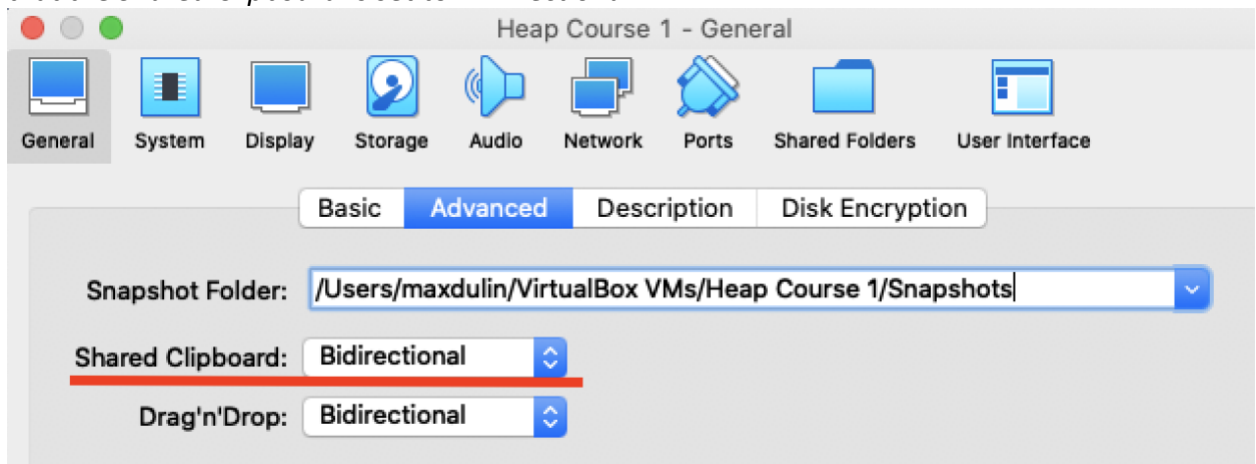 Heap Course 1 - General
General System Display Storage Audio Network Ports Shared Folders User Interface
Basic Advanced Description Disk Encryption
Snapshot Folder: /Users/maxdulin/VirtualBox VMs/Heap Course 1/Snapshots
Shared Clipboard: Bidirectional
Drag'n'Drop: Bidirectional